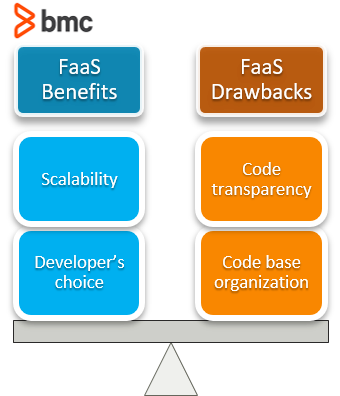 bmc
FaaS
Benefits
FaaS
Drawbacks
Scalability
Code
transparency
Developer's
choice
Code base
organization